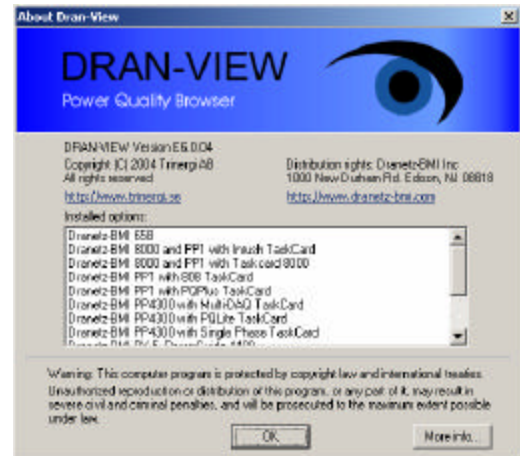 About Dran-View
DRAN-VIEW
Power Quality Browser
DRAN-VIEW Version E6.0.04
Copyright (C) 2004 Trinergi AB
All rights reserved
http://www.trinergi.se
Distribution rights: Dranetz-BMI Inc
1000 New Durham Rd. Edison, NJ 08818
http://www.dranetz-bmi.com
Installed options:
Dranetz-BMI 658
Dranetz-BMI 8000 and PP1 with Inrush TaskCard
Dranetz-BMI 8000 and PP1 with Taskcard 8000
Dranetz-BMI PP1 with 808 TaskCard
Dranetz-BMI PP1 with PQPlus TaskCard
Dranetz-BMI PP4300 with Multi-DAQ TaskCard
Dranetz-BMI PP4300 with PQLite TaskCard
Dranetz-BMI PP4300 with Single Phase TaskCard
Warning: This computer program is protected by copyright law and international treaties.
Unauthorized reproduction or distribution of this program, or any part of it, may result in
severe civil and criminal penalties, and will be prosecuted to the maximum extent possible
under law.
OK
More info...